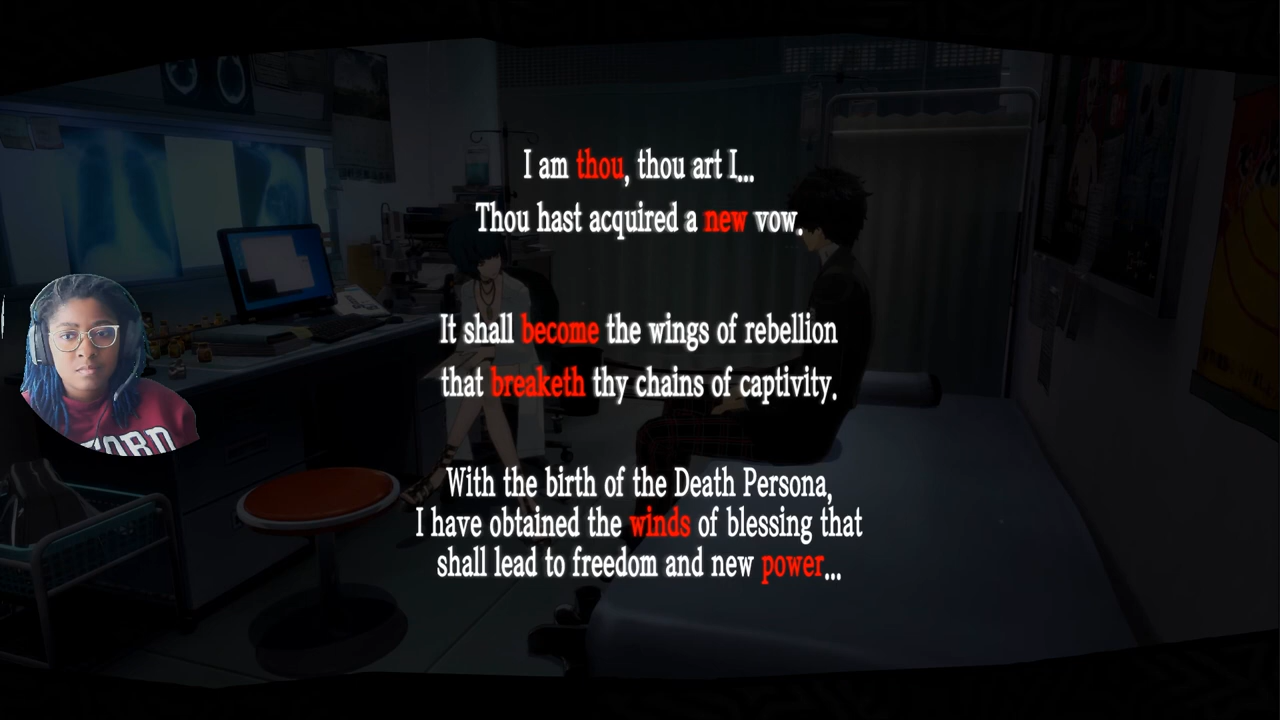 I am thou, thou art I...
Thou hast acquired a new vow.
It shall become the wings of rebellion
that breaketh thy chains of captivity.
With the birth of the Death Persona,
I have obtained the winds of blessing that
shall lead to freedom and new power...